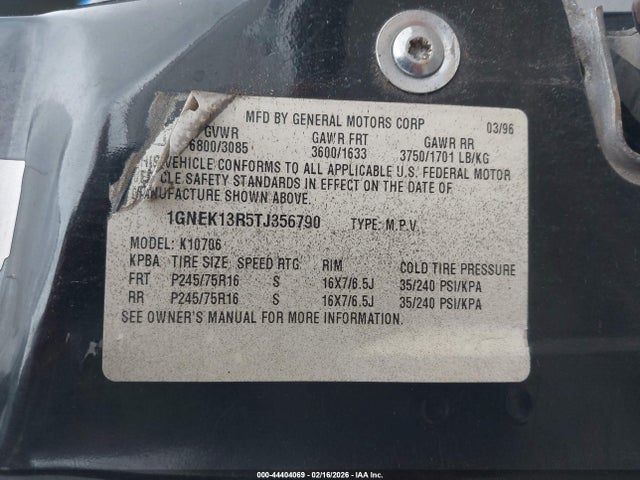 MFD BY GENERAL MOTORS CORP 03/96
GVWR GAWR FRT GAWR RR
6800/3085 3600/1633 3750/1701 LB/KG
VEHICLE CONFORMS TO ALL APPLICABLE U.S. FEDERAL MOTOR
CLE SAFETY STANDARDS IN EFFECT ON THE DATE OF
MANUFACTURE SHOWN ABOVE.
1GNEK13R5TJ356790 TYPE: M.P.V.
MODEL: K10706
KPBA TIRE SIZE SPEED RTG RIM COLD TIRE PRESSURE
FRT P245/75R16 S 16X7/6.5J 35/240 PSI/KPA
RR P245/75R16 S 16X7/6.5J 35/240 PSI/KPA
SEE OWNER'S MANUAL FOR MORE INFORMATION.
000-44404069 - 02/16/2026 - IAA Inc.